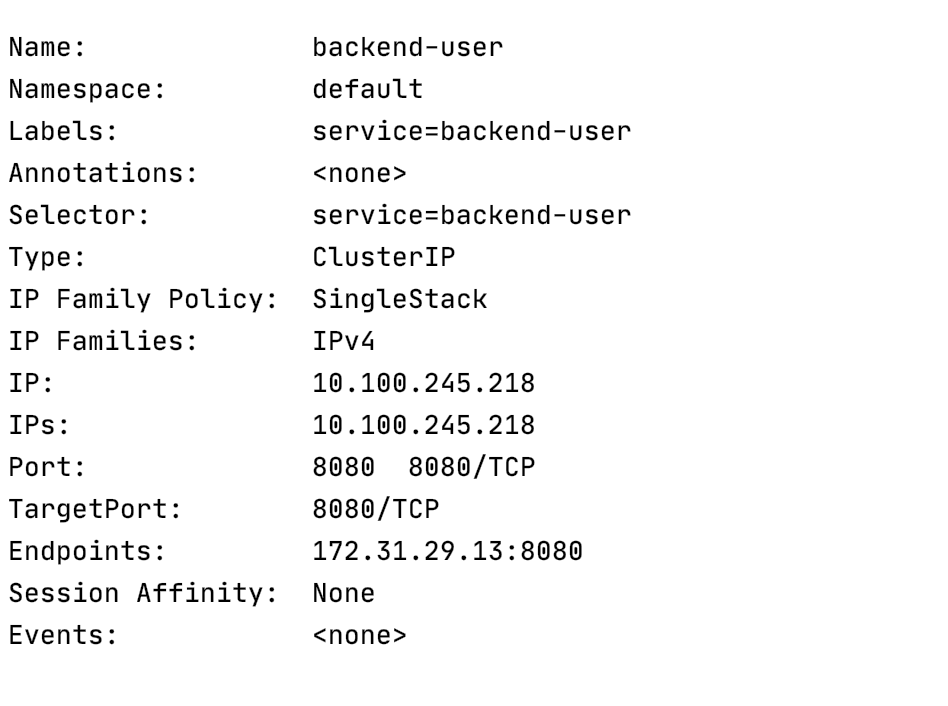 Name: backend-user
Namespace: default
Labels: service=backend-user
Annotations: <none>
Selector: service=backend-user
Type: ClusterIP
IP Family Policy: SingleStack
IP Families: IPv4
IP: 10.100.245.218
IPs: 10.100.245.218
Port: 8080 8080/TCP
TargetPort: 8080/TCP
Endpoints: 172.31.29.13:8080
Session Affinity: None
Events: <none>